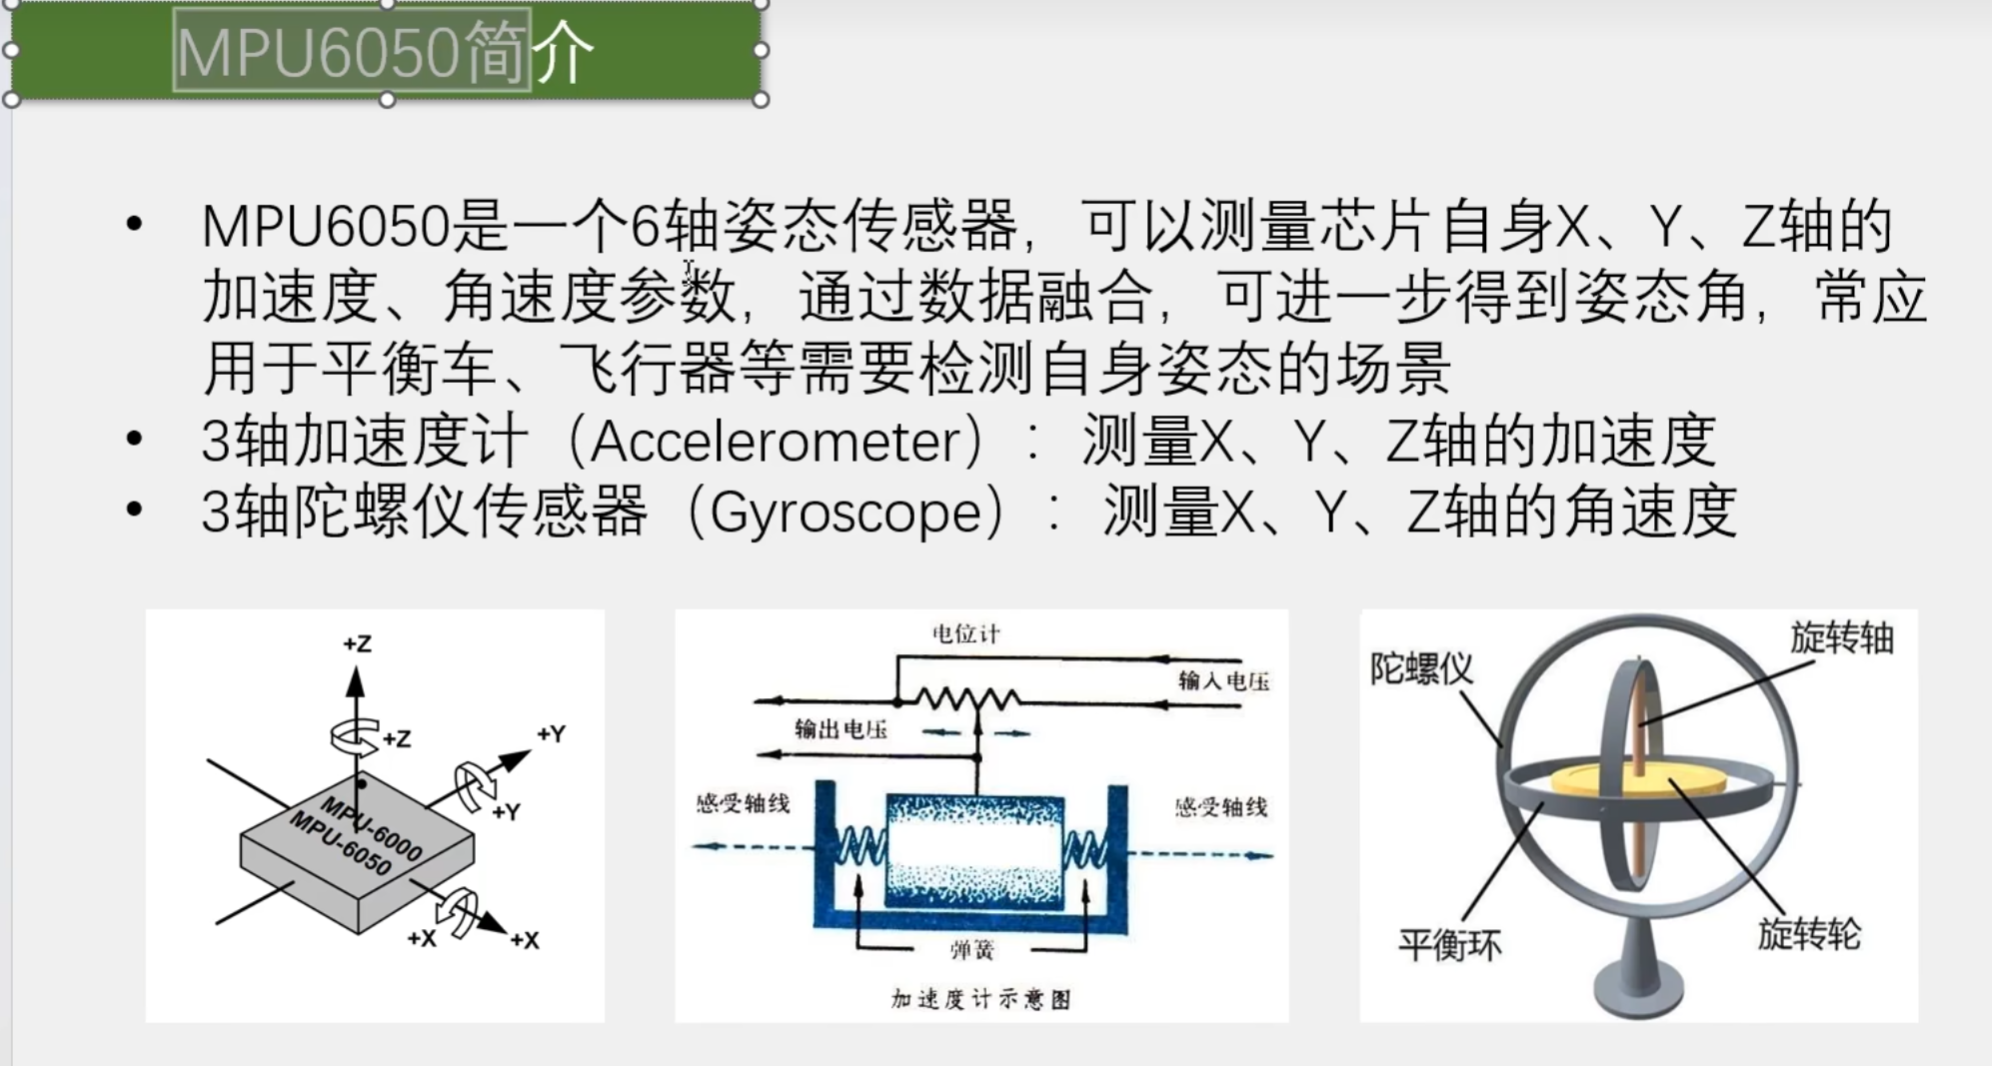 MPU6050简介
• MPU6050是一个6轴姿态传感器，可以测量芯片自身X、Y、Z轴的
加速度、角速度参数，通过数据融合，可进一步得到姿态角，常应
用于平衡车、飞行器等需要检测自身姿态的场景
• 3轴加速度计（Accelerometer）：测量X、Y、Z轴的加速度
• 3轴陀螺仪传感器（Gyroscope）：测量X、Y、Z轴的角速度
+Z
+Z
+Y
+Y
MPU-6000
MPU-6050
+X
+X
电位计
输入电压
输出电压
感受轴线
感受轴线
弹簧
加速度计示意图
旋转轴
陀螺仪
平衡环
旋转轮